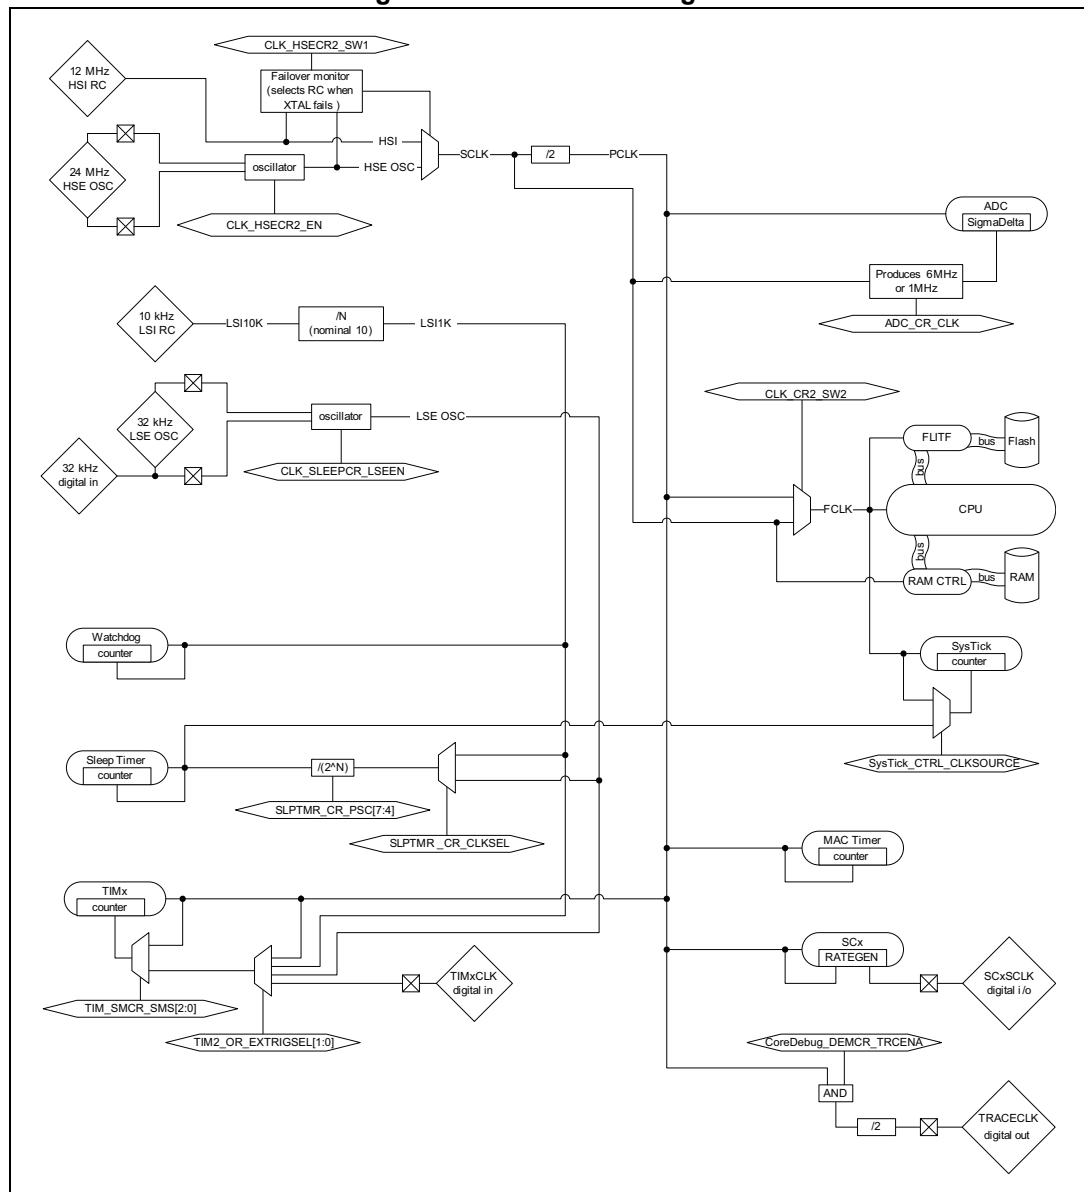 CLK_HSECR2_SW1
12 MHz
HSI RC
Failover monitor
(selects RC when
XTAL fails )
HSI
SCLK
/2
PCLK
24 MHz
HSE OSC
oscillator
HSE OSC
CLK_HSECR2_EN
ADC
SigmaDelta
Produces 6MHz
or 1MHz
ADC_CR_CLK
10 kHz
LSI RC
LSI10K
/N
(nominal 10)
LSI1K
32 kHz
LSE OSC
oscillator
LSE OSC
CLK_SLEEPCR_LSEEN
32 kHz
digital in
CLK_CR2_SW2
FLITF
bus
Flash
bus
FCLK
CPU
bus
RAM CTRL
bus
RAM
Watchdog
counter
SysTick
counter
SysTick_CTRL_CLKSOURCE
Sleep Timer
counter
/(2^N)
SLPTMR_CR_PSC[7:4]
SLPTMR _CR_CLKSEL
MAC Timer
counter
TIMx
counter
TIM_SMCR_SMS[2:0]
TIM2_OR_EXTRIGSEL[1:0]
TIMxCLK
digital in
SCx
RATEGEN
SCxSCLK
digital i/o
CoreDebug_DEMCR_TRCENA
AND
/2
TRACECLK
digital out